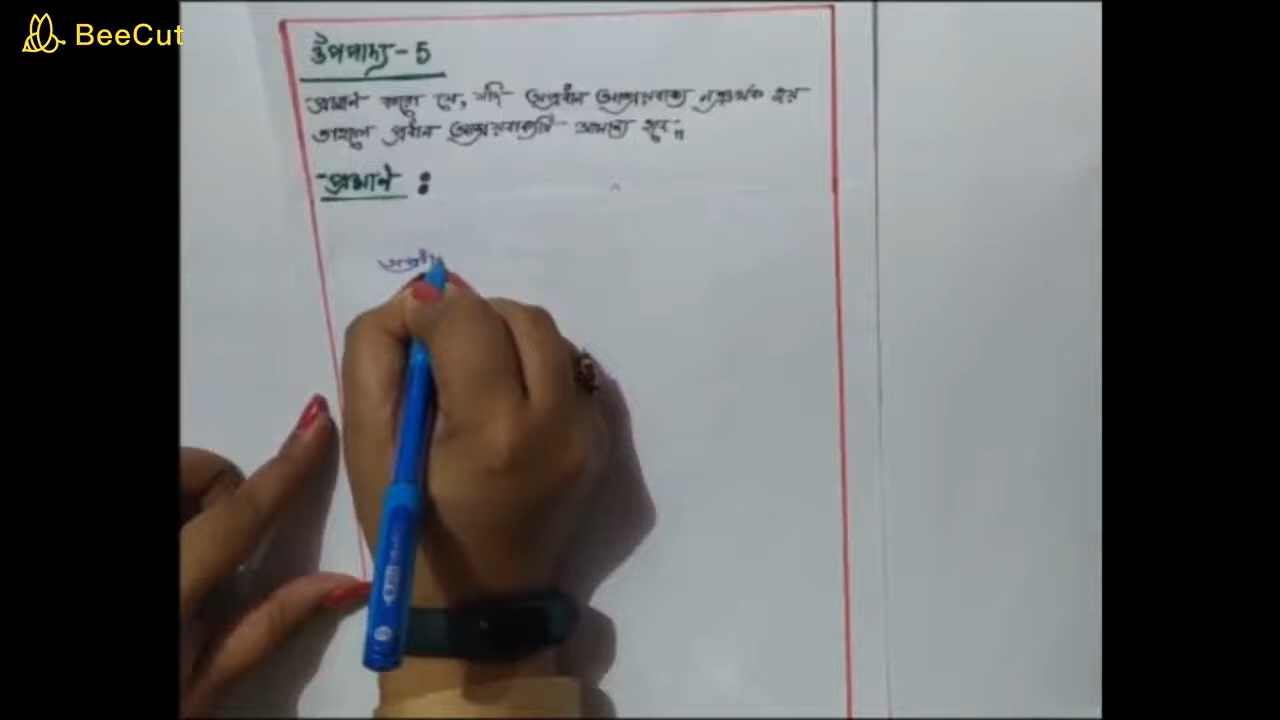 BeeCut
উপপাদ্য - 5
প্রমাণ করো যে, যদি অপ্রধান আশ্রয়বাক্য নঞর্থক হয়
তাহলে প্রধান আশ্রয়বাক্যটি সামান্য হবে॥
প্রমাণ :
অপ্র